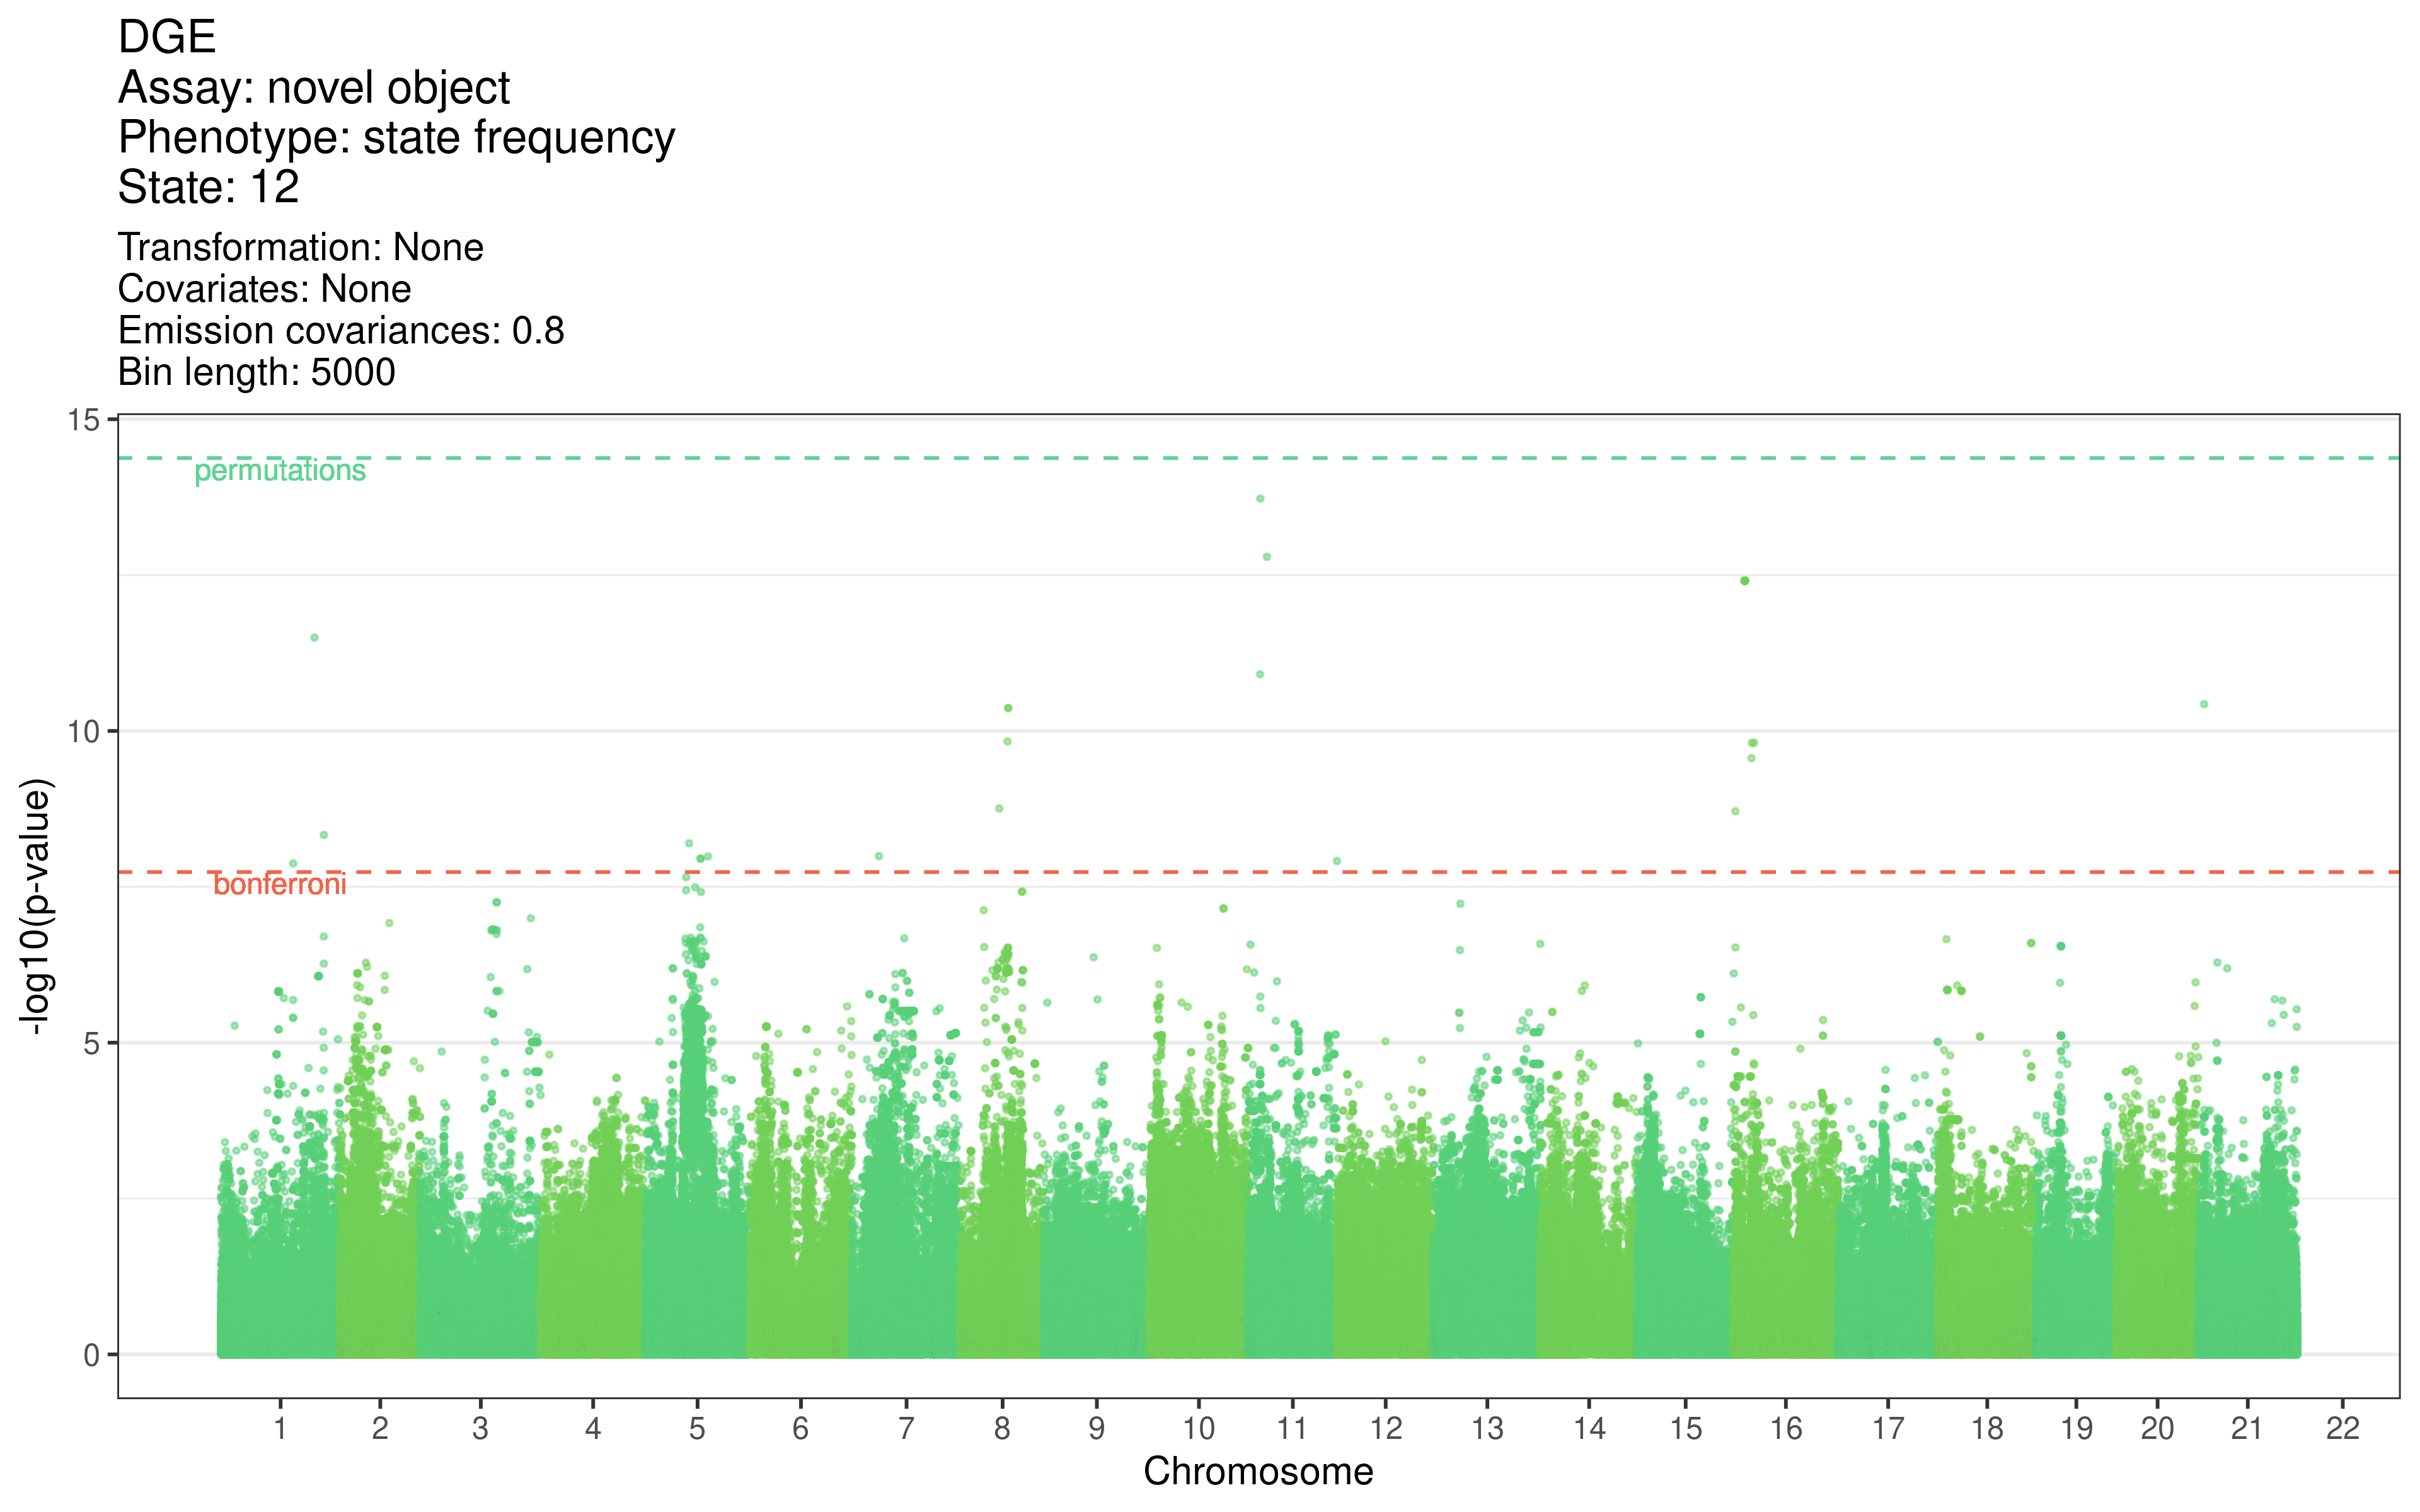 DGE
Assay: novel object
Phenotype: state frequency
State: 12
Transformation: None
Covariates: None
Emission covariances: 0.8
Bin length: 5000
15
permutations
10
bonferroni
5
0
-log10(p-value)
1 2 3 4 5 6 7 8 9 10 11 12 13 14 15 16 17 18 19 20 21 22
Chromosome